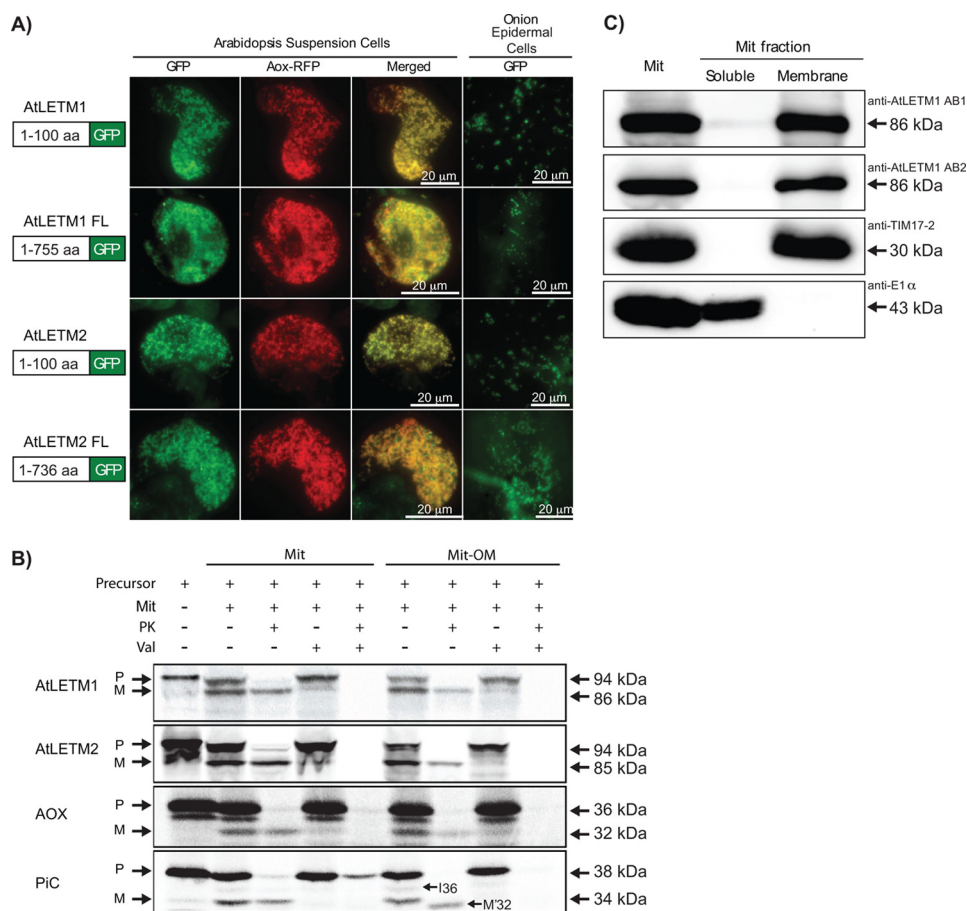 A)
Arabidopsis Suspension Cells
Onion
Epidermal
Cells
GFP
Aox-RFP
Merged
GFP
AtLETM1
1-100 aa GFP
20 µm
20 µm
AtLETM1 FL
1-755 aa GFP
20 µm
20 µm
AtLETM2
1-100 aa GFP
20 µm
20 µm
AtLETM2 FL
1-736 aa GFP
20 µm
20 µm
C)
Mit fraction
Mit
Soluble
Membrane
anti-AtLETM1 AB1
86 kDa
anti-AtLETM1 AB2
86 kDa
anti-TIM17-2
30 kDa
anti-E1α
43 kDa
B)
Mit
Mit-OM
Precursor + + + + + + + + +
Mit - + + + + + + + +
PK - - + - + - + - +
Val - - - + + - - + +
AtLETM1
P
M
94 kDa
86 kDa
AtLETM2
P
M
94 kDa
85 kDa
AOX
P
M
36 kDa
32 kDa
PiC
P
M
I36
M'32
38 kDa
34 kDa